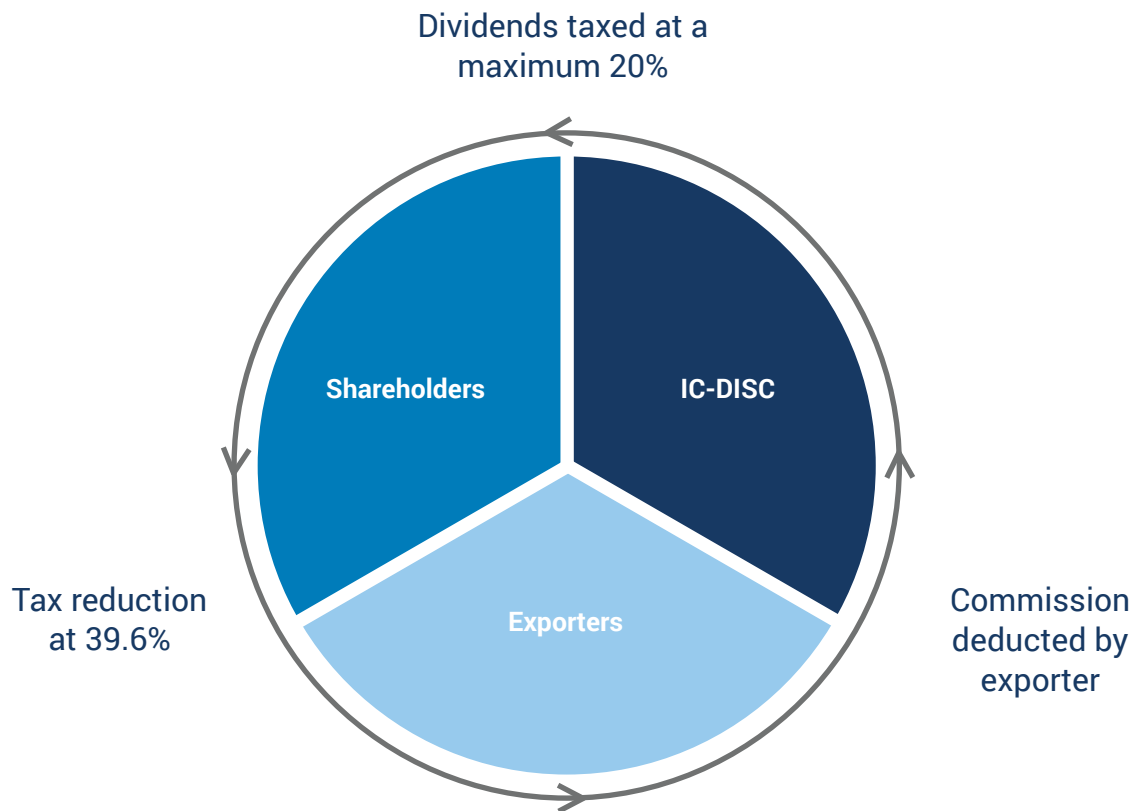 Dividends taxed at a
maximum 20%
Shareholders
IC-DISC
Tax reduction
at 39.6%
Exporters
Commission
deducted by
exporter